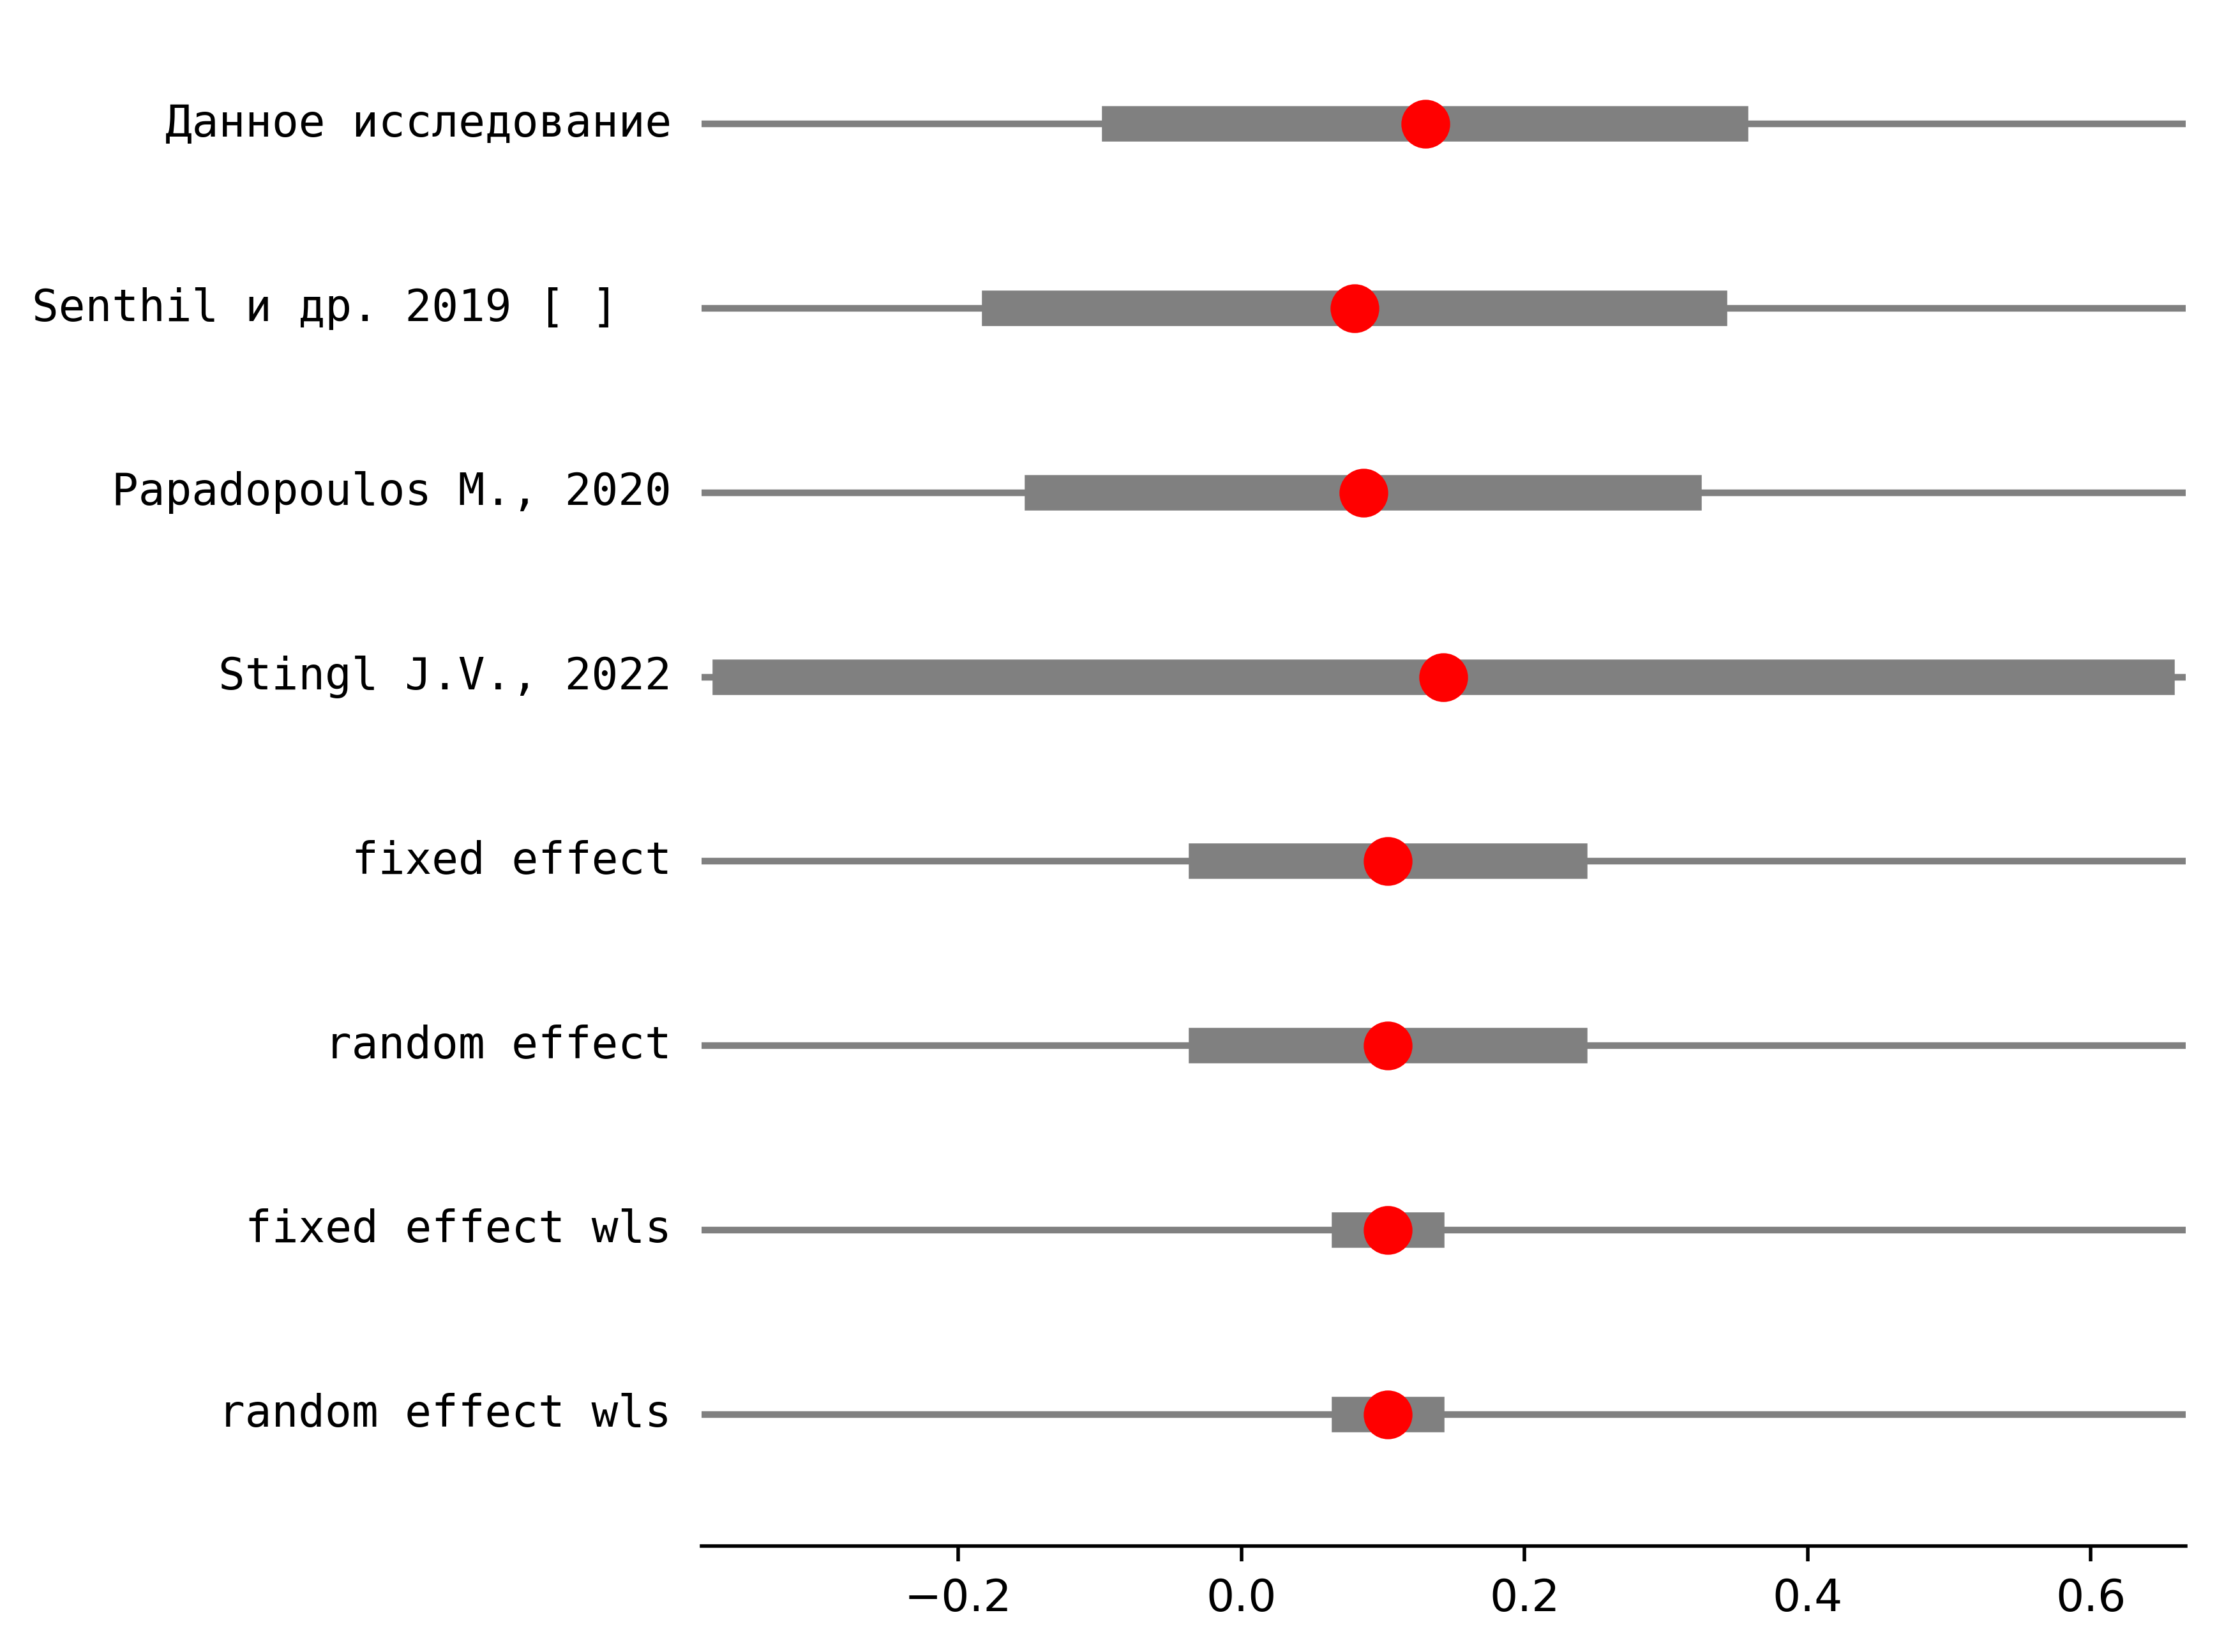 Данное исследование
Senthil и др. 2019 [ ]
Papadopoulos M., 2020
Stingl J.V., 2022
fixed effect
random effect
fixed effect wls
random effect wls
−0.2 0.0 0.2 0.4 0.6